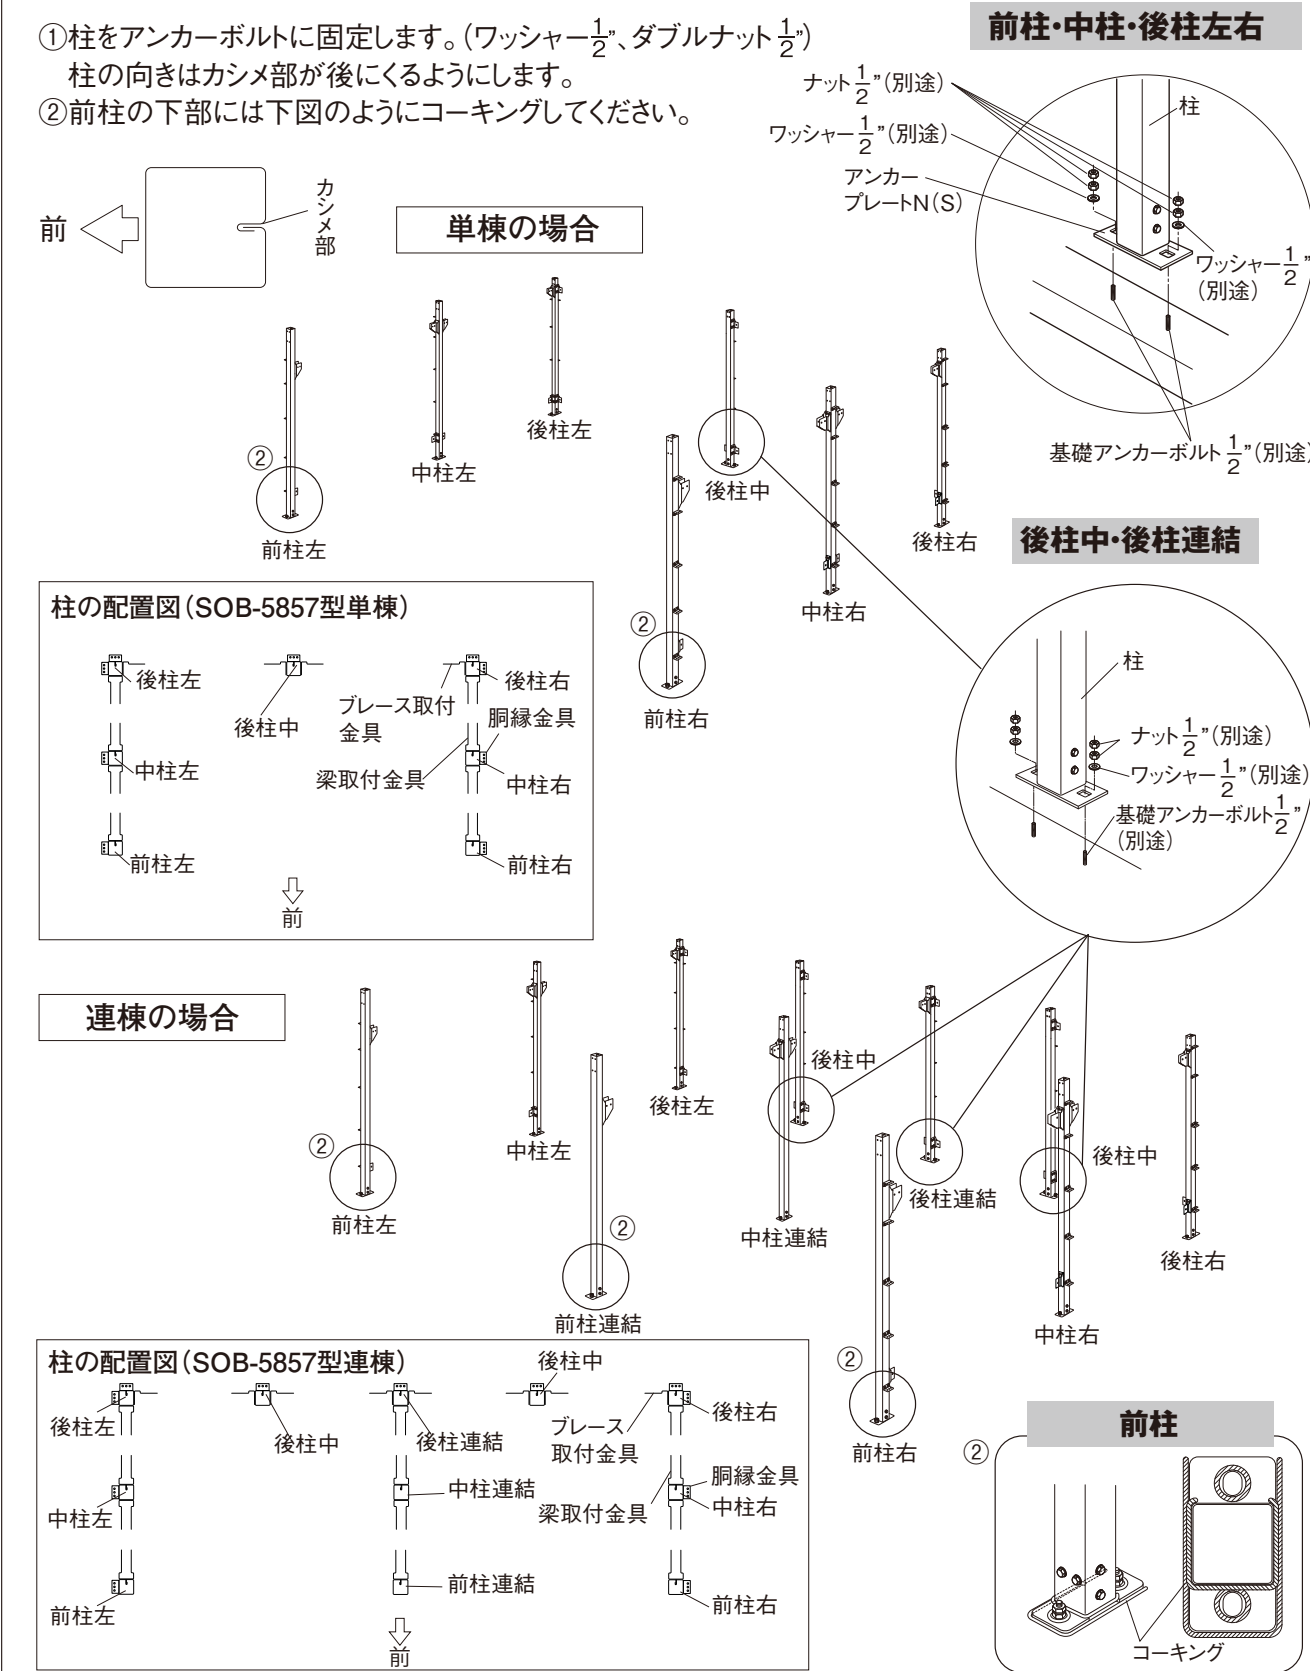 ①柱をアンカーボルトに固定します。(ワッシャー1/2”、ダブルナット1/2”)
柱の向きはカシメ部が後にくるようにします。
②前柱の下部には下図のようにコーキングしてください。
前
カシメ部
単棟の場合
前柱・中柱・後柱左右
ナット1/2”(別途)
ワッシャー1/2”(別途)
アンカー
プレートN(S)
柱
ワッシャー1/2”
(別途)
基礎アンカーボルト1/2”(別途)
②
前柱左
中柱左
後柱左
後柱中
②
前柱右
中柱右
後柱右
後柱中・後柱連結
柱
ナット1/2”(別途)
ワッシャー1/2”(別途)
基礎アンカーボルト1/2”
(別途)
柱の配置図(SOB-5857型単棟)
後柱左
後柱中
ブレース取付
金具
後柱右
胴縁金具
中柱左
梁取付金具
中柱右
前柱左
前柱右
前
連棟の場合
②
前柱左
中柱左
後柱左
②
前柱連結
後柱中
中柱連結
後柱連結
②
前柱右
後柱中
中柱右
後柱右
柱の配置図(SOB-5857型連棟)
後柱中
後柱左
後柱中
後柱連結
ブレース
取付金具
後柱右
中柱左
中柱連結
梁取付金具
胴縁金具
中柱右
前柱左
前柱連結
前柱右
前
前柱
②
コーキング